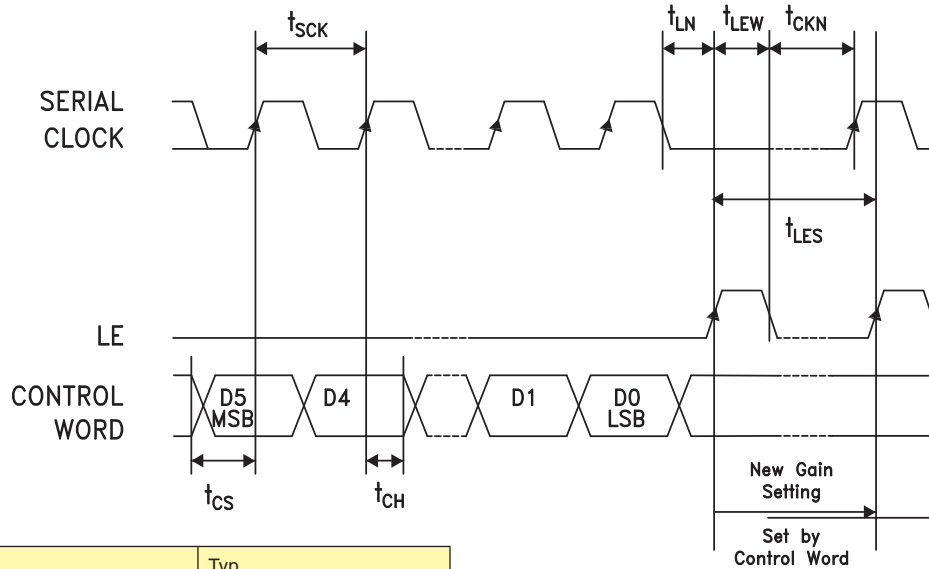 tSCK
tLN
tLEW
tCKN
SERIAL
CLOCK
tLES
LE
CONTROL
WORD
D5
MSB
D4
D1
D0
LSB
tCS
tCH
New Gain
Setting
Set by
Control Word
Typ